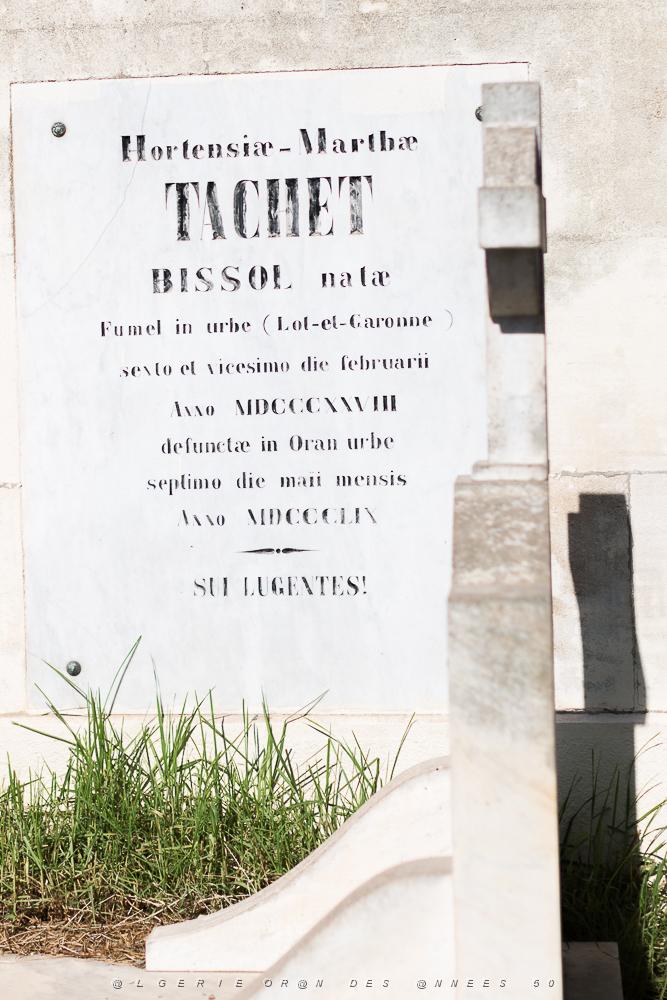 Hortensiæ-Marthæ
TACHET
BISSOL natæ
Fumel in urbe (Lot-et-Garonne )
sexto et vicesimo die februarii
Anno MDCCCXXVIII
defunctæ in Oran urbe
septimo die maii mensis
Anno MDCCCLIX
SUI LUGENTES!
@LGERIE OR@N DES @NNEES 50